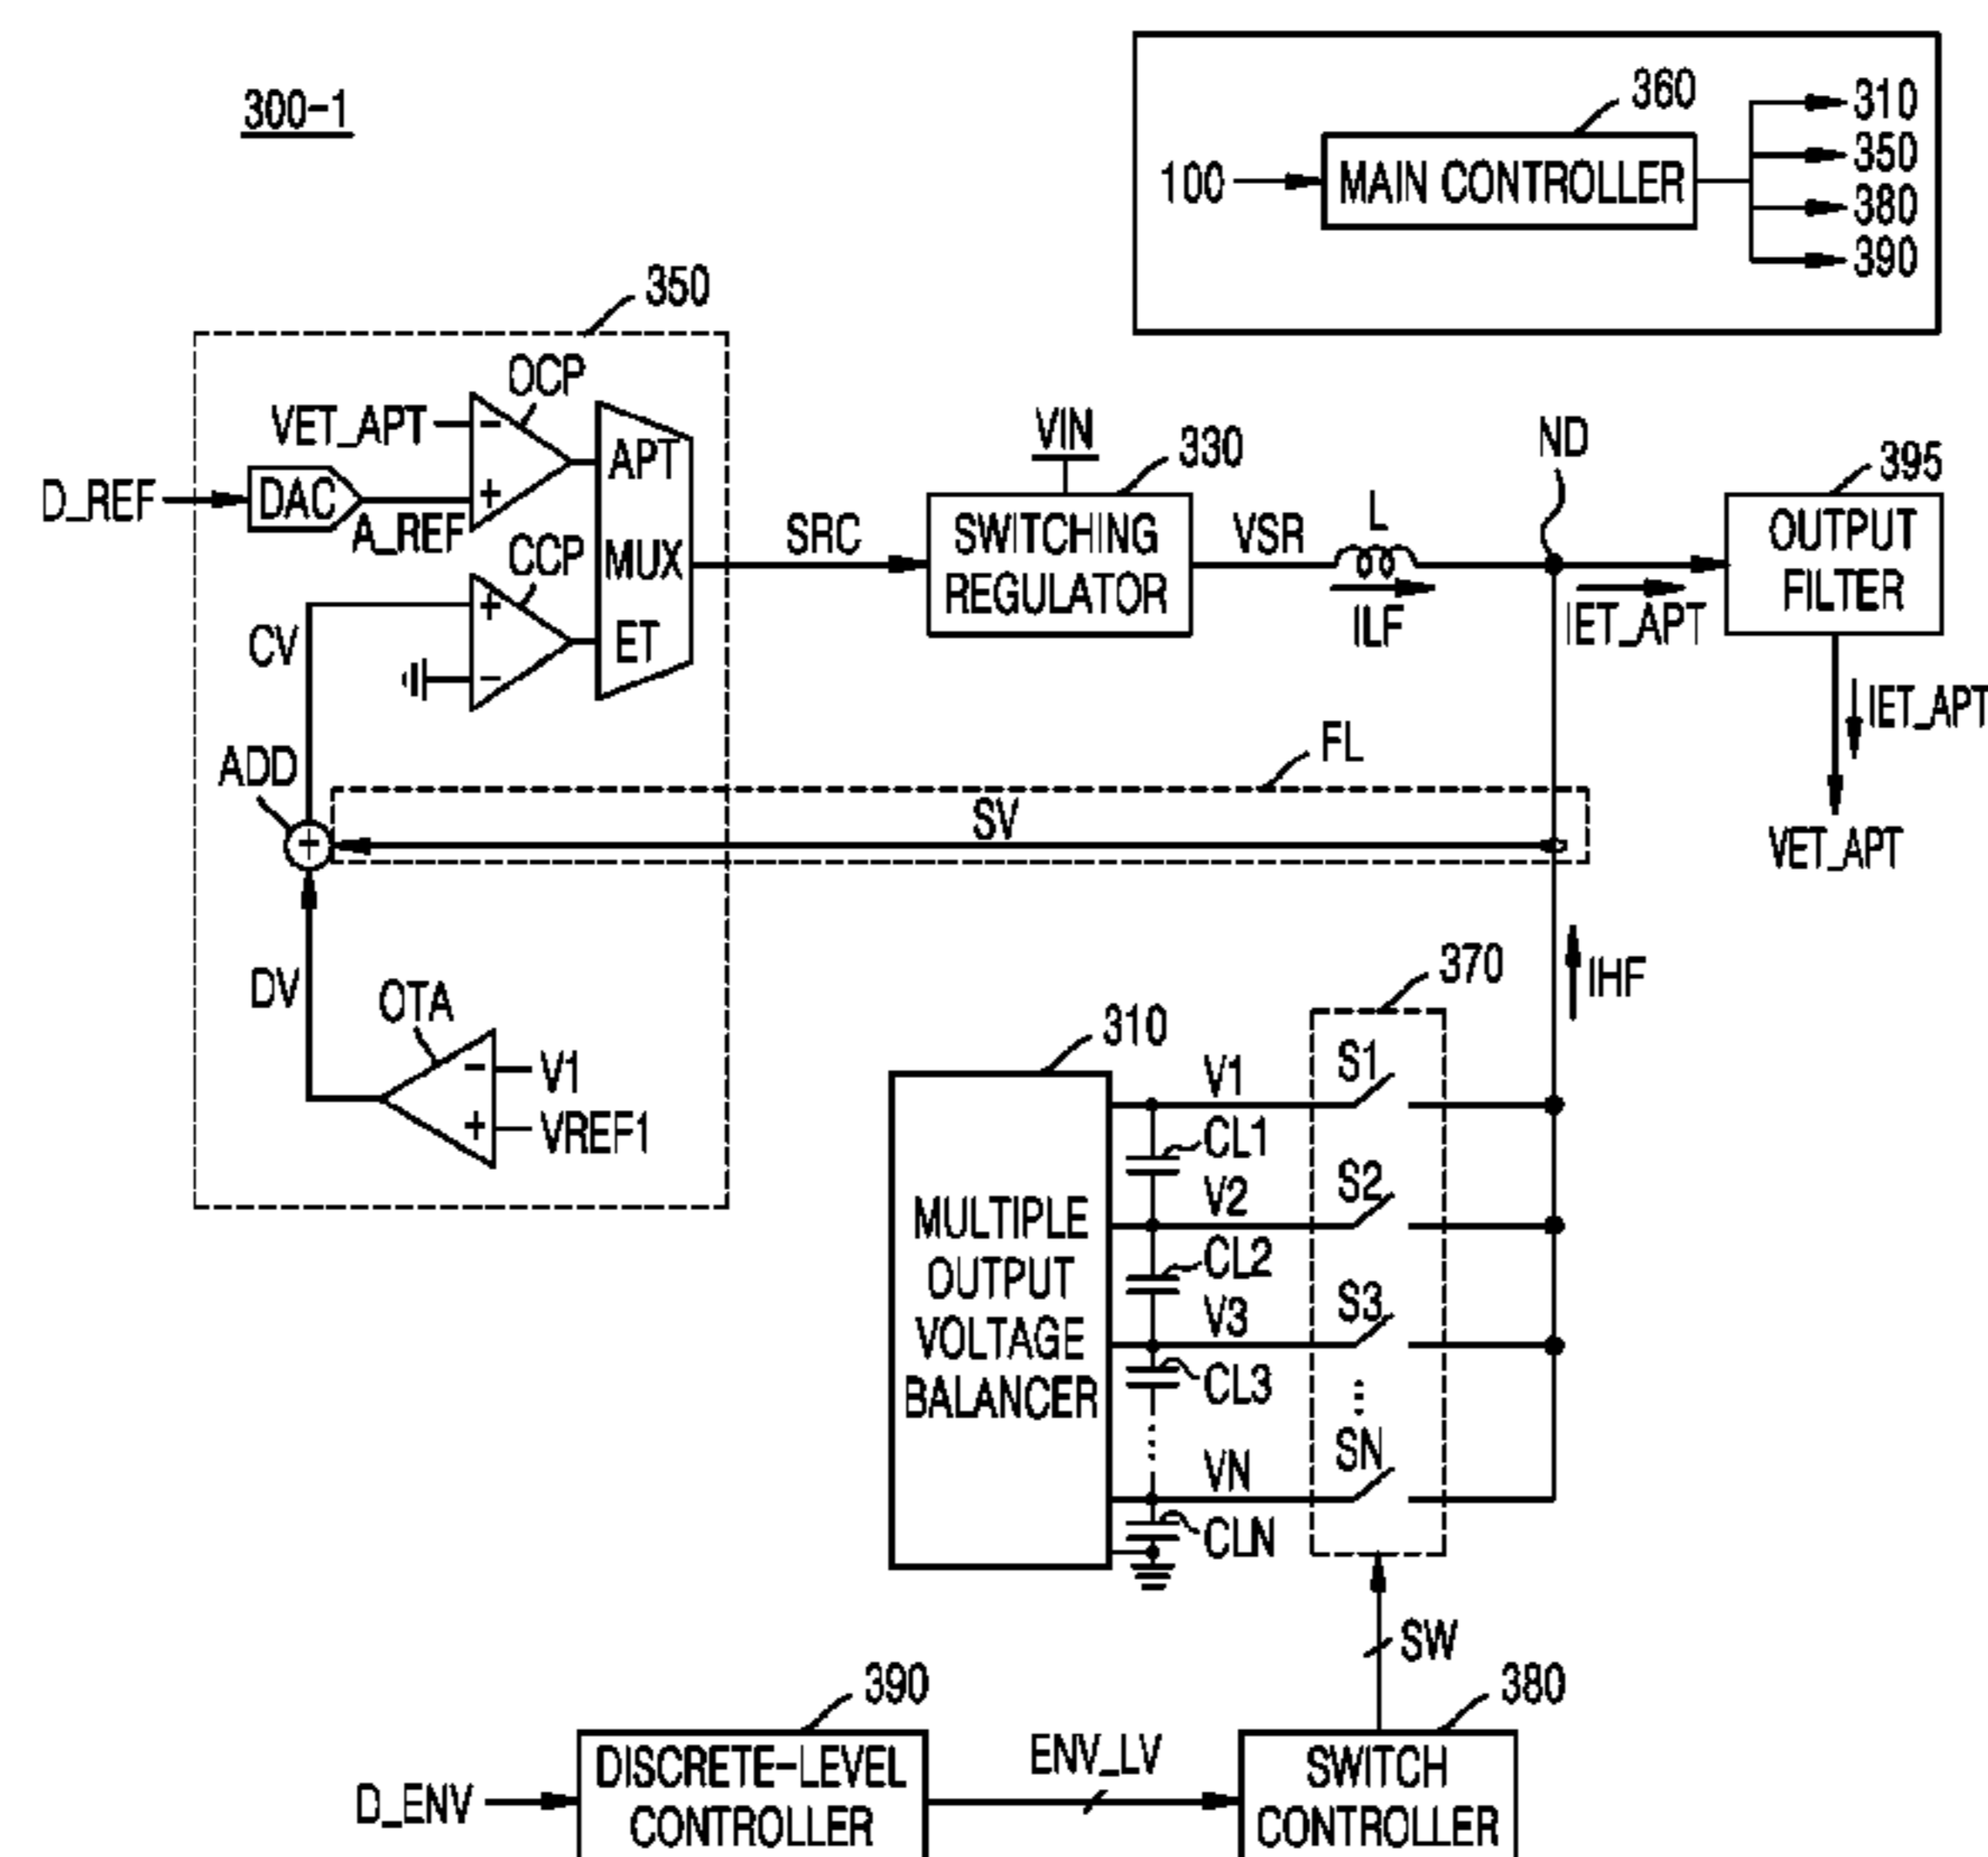 300-1
360
100
MAIN CONTROLLER
310
350
380
390
350
OCP
VET_APT
-
+
APT
D_REF
DAC
A_REF
CCP
MUX
+
-
ET
CV
SRC
VIN
330
SWITCHING
REGULATOR
VSR
L
ILF
ND
IET_APT
395
OUTPUT
FILTER
IET_APT
VET_APT
FL
ADD
+
SV
DV
OTA
-
V1
+
VREF1
370
IHF
310
MULTIPLE
OUTPUT
VOLTAGE
BALANCER
V1
S1
CL1
V2
S2
CL2
V3
S3
CL3
VN
SN
CLN
SW
390
380
D_ENV
DISCRETE-LEVEL
CONTROLLER
ENV_LV
SWITCH
CONTROLLER